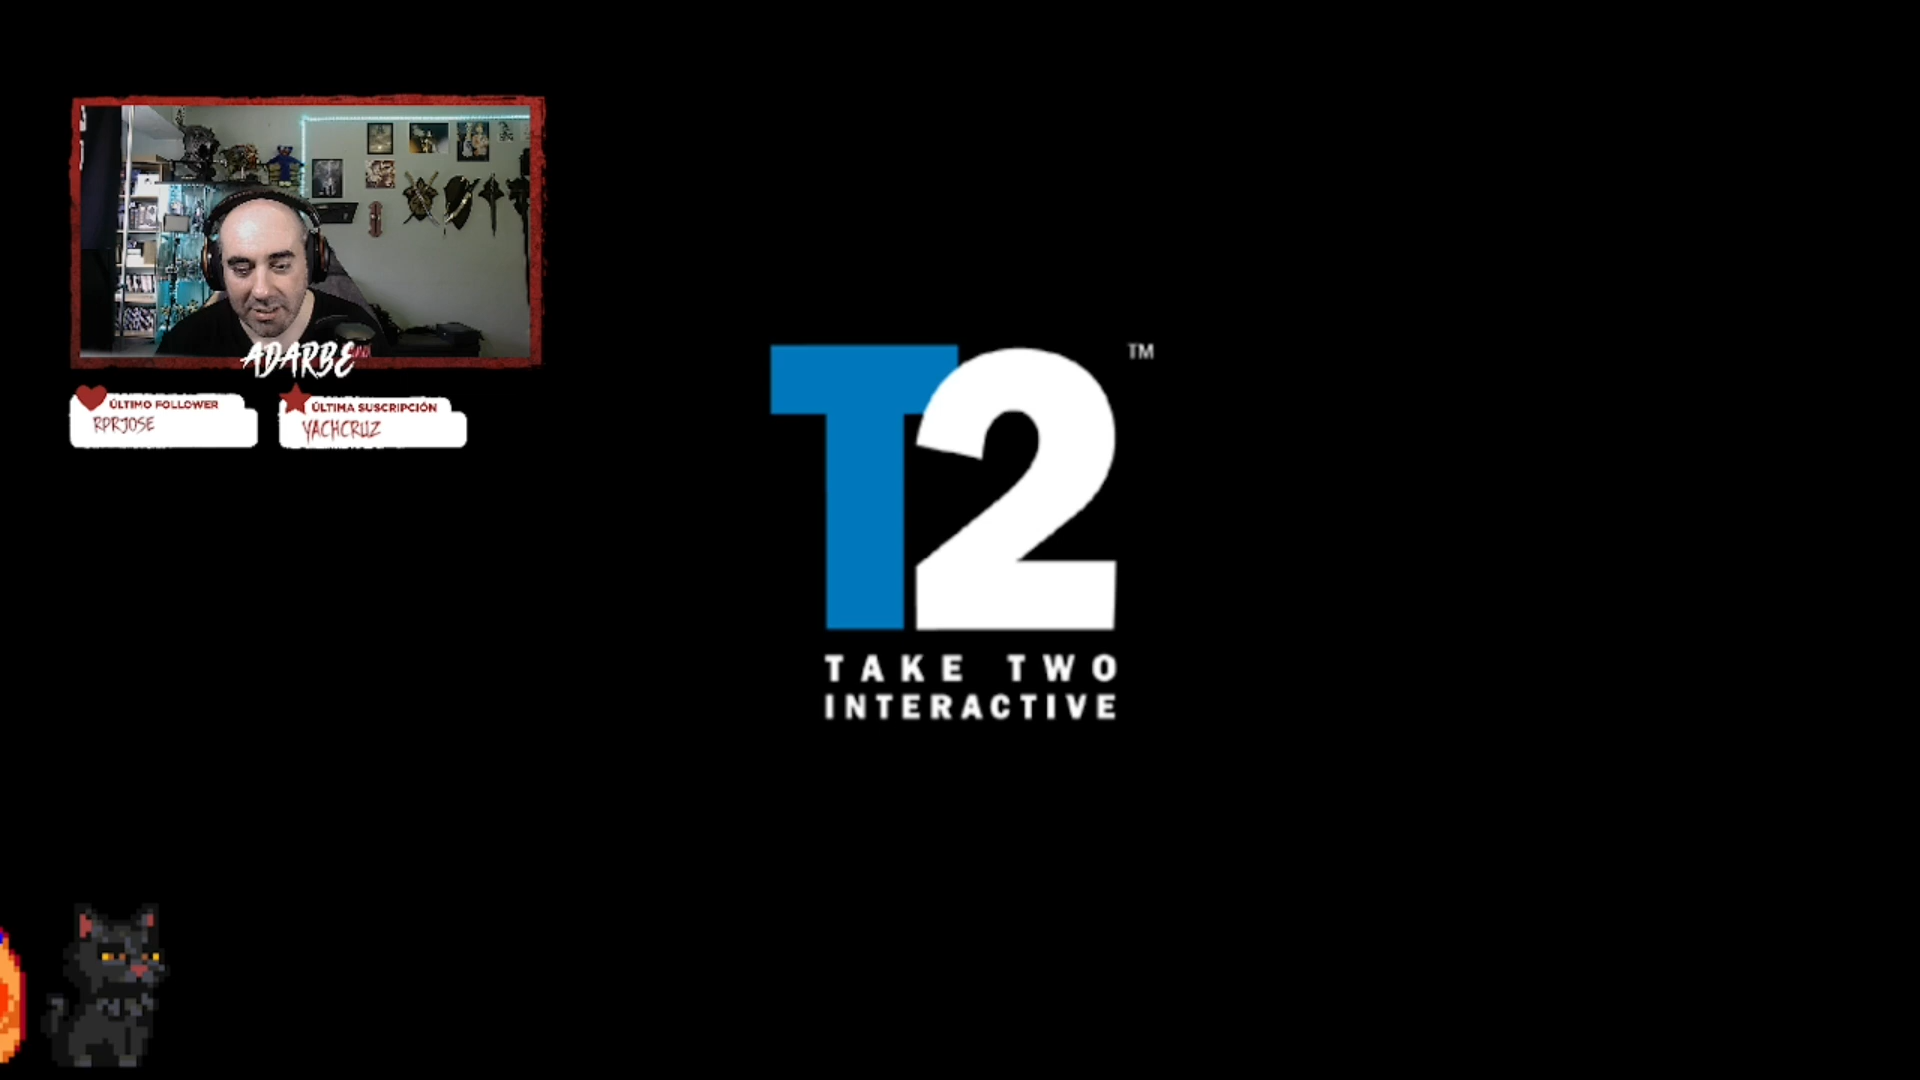 ADARBE
ÚLTIMO FOLLOWER
RPRJOSE
ÚLTIMA SUSCRIPCIÓN
YACHCRUZ
T2
TM
TAKE TWO
INTERACTIVE